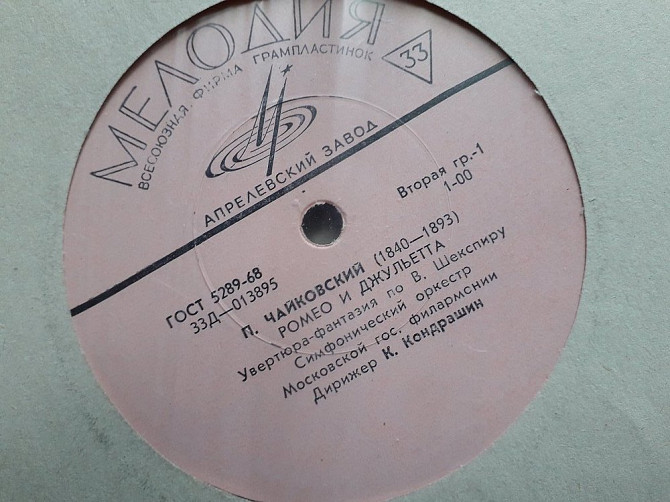 МЕЛОДИЯ
ВСЕСОЮЗНАЯ ФИРМА ГРАМПЛАСТИНОК
33
АПРЕЛЕВСКИЙ ЗАВОД
ГОСТ 5289-68
33Д—013895
Вторая гр.-1
1-00
П. ЧАЙКОВСКИЙ (1840—1893)
РОМЕО И ДЖУЛЬЕТТА
Увертюра-фантазия по В. Шекспиру
Симфонический оркестр
Московской гос. филармонии
Дирижер К. Кондрашин